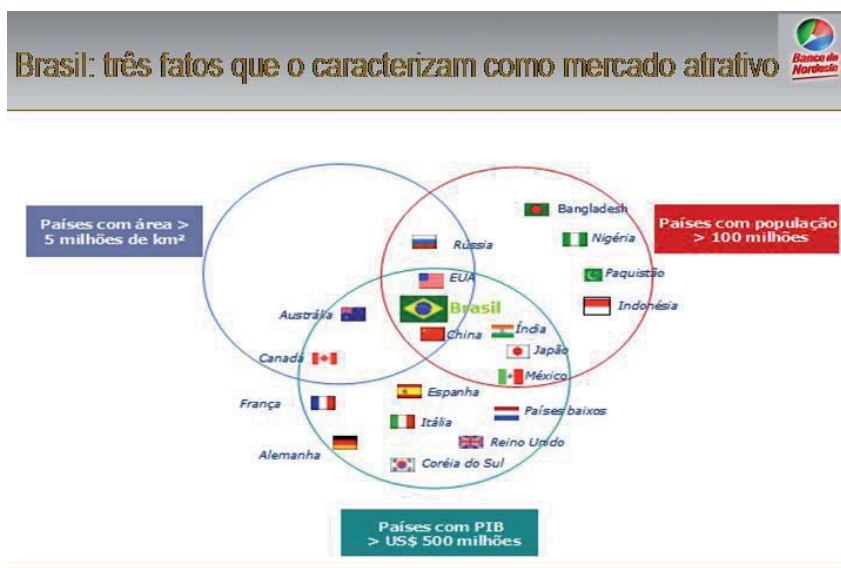 Brasil: três fatos que o caracterizam como mercado atrativo
Banco do
Nordeste
Países com área >
5 milhões de km²
Países com população
> 100 milhões
Bangladesh
Rússia
Nigéria
EUA
Paquistão
Brasil
Indonésia
Austrália
China
Índia
Japão
Canadá
México
Espanha
França
Países baixos
Itália
Reino Unido
Alemanha
Coréia do Sul
Países com PIB
> US$ 500 milhões